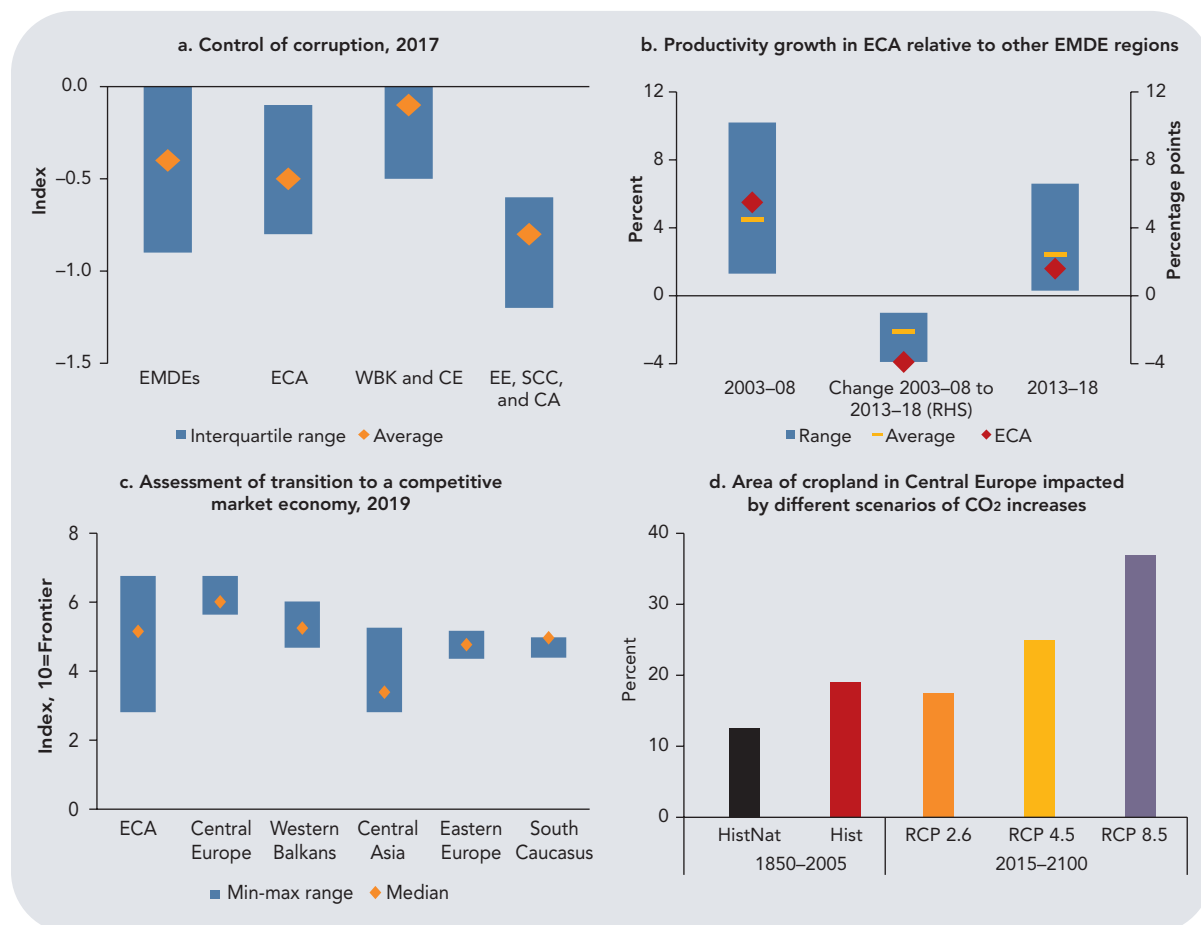 a. Control of corruption, 2017
0.0
–0.5
–1.0
–1.5
Index
EMDEs
ECA
WBK and CE
EE, SCC,
and CA
Interquartile range
Average
b. Productivity growth in ECA relative to other EMDE regions
12
8
4
0
–4
Percent
12
8
4
0
–4
Percentage points
2003–08
Change 2003–08 to
2013–18 (RHS)
2013–18
Range
Average
ECA
c. Assessment of transition to a competitive
market economy, 2019
8
6
4
2
0
Index, 10=Frontier
ECA
Central
Europe
Western
Balkans
Central
Asia
Eastern
Europe
South
Caucasus
Min-max range
Median
d. Area of cropland in Central Europe impacted
by different scenarios of CO2 increases
40
30
20
10
0
Percent
HistNat
Hist
RCP 2.6
RCP 4.5
RCP 8.5
1850–2005
2015–2100